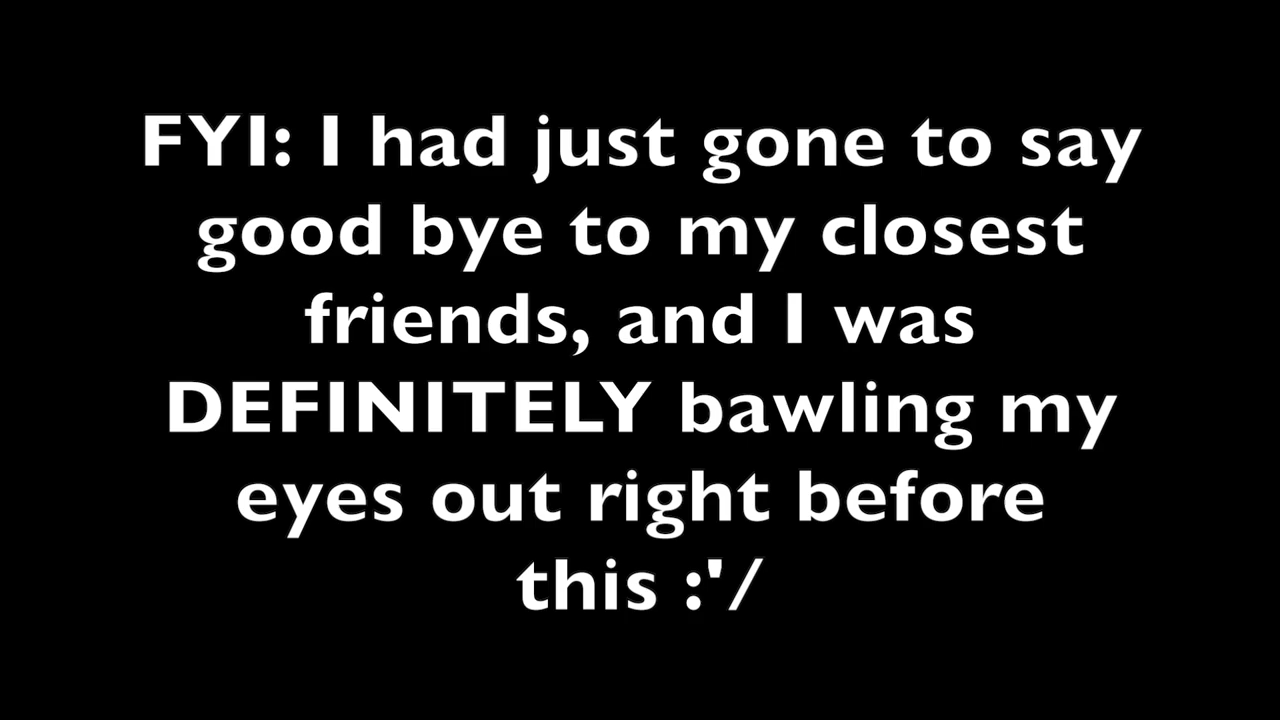 FYI: I had just gone to say
good bye to my closest
friends, and I was
DEFINITELY bawling my
eyes out right before
this :'/